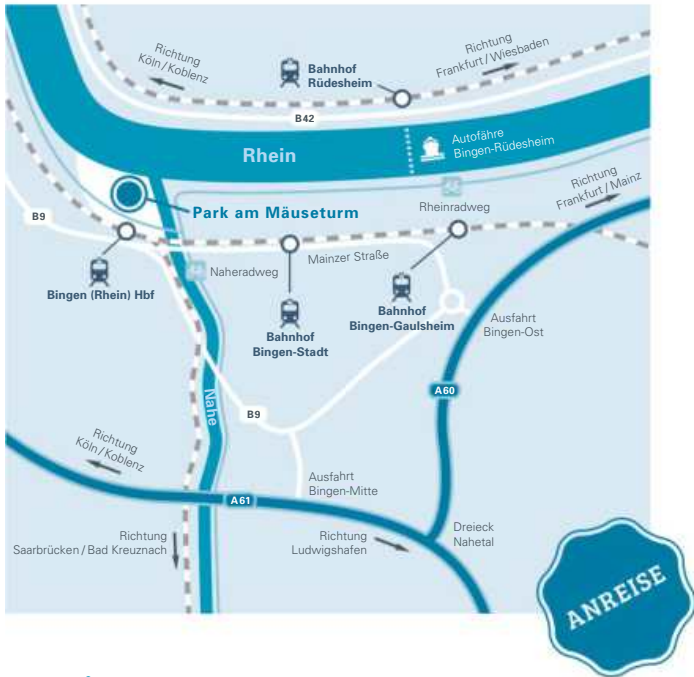 Richtung
Köln/Koblenz
Bahnhof
Rüdesheim
Richtung
Frankfurt/Wiesbaden
B42
Rhein
Autofähre
Bingen-Rüdesheim
Richtung
Frankfurt/Mainz
Rheinradweg
B9
Park am Mäuseturm
Mainzer Straße
Naheradweg
Bingen (Rhein) Hbf
Bahnhof
Bingen-Stadt
Bahnhof
Bingen-Gaulsheim
Ausfahrt
Bingen-Ost
A60
Nahe
B9
Richtung
Köln/Koblenz
Ausfahrt
Bingen-Mitte
A61
Richtung
Saarbrücken/Bad Kreuznach
Richtung
Ludwigshafen
Dreieck
Nahetal
ANREISE